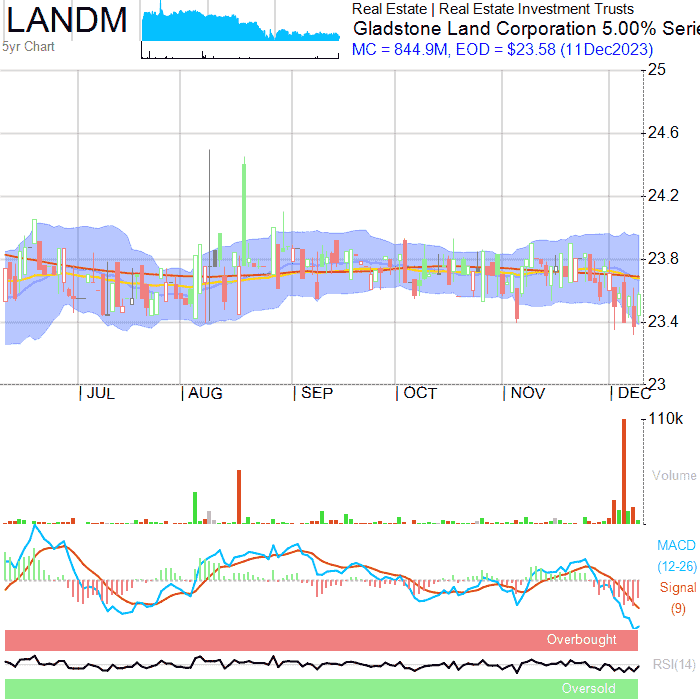 LANDM
5yr Chart
Real Estate | Real Estate Investment Trusts
Gladstone Land Corporation 5.00% Serie
MC = 844.9M, EOD = $23.58 (11Dec2023)
25
24.6
24.2
23.8
23.4
23
JUL AUG SEP OCT NOV DEC
110k
Volume
MACD
(12-26)
Signal
(9)
Overbought
RSI(14)
Oversold